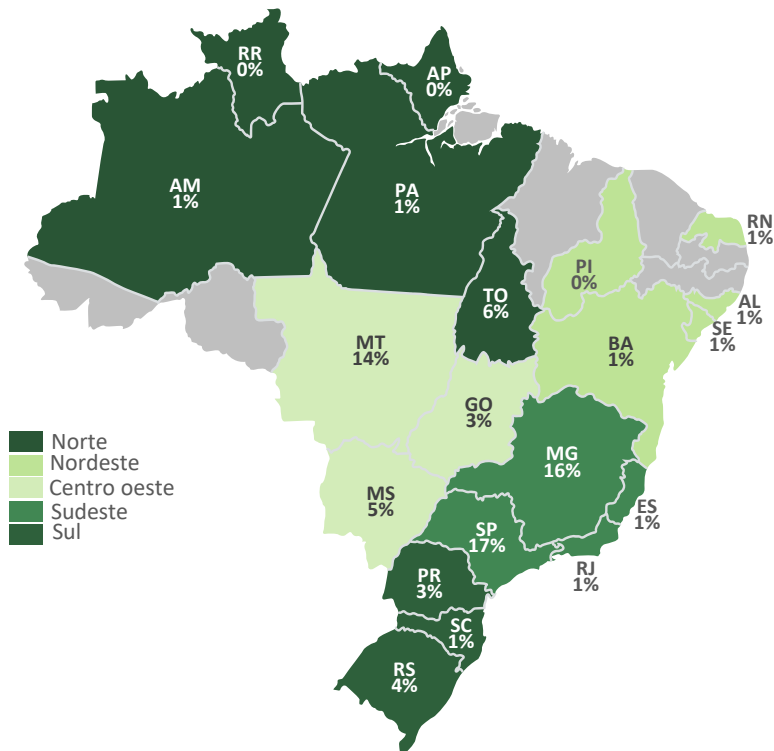 RR
0%
AP
0%
AM
1%
PA
1%
RN
1%
PI
0%
TO
6%
AL
1%
SE
1%
BA
1%
MT
14%
GO
3%
MG
16%
MS
5%
ES
1%
SP
17%
RJ
1%
PR
3%
SC
1%
RS
4%
Norte
Nordeste
Centro oeste
Sudeste
Sul